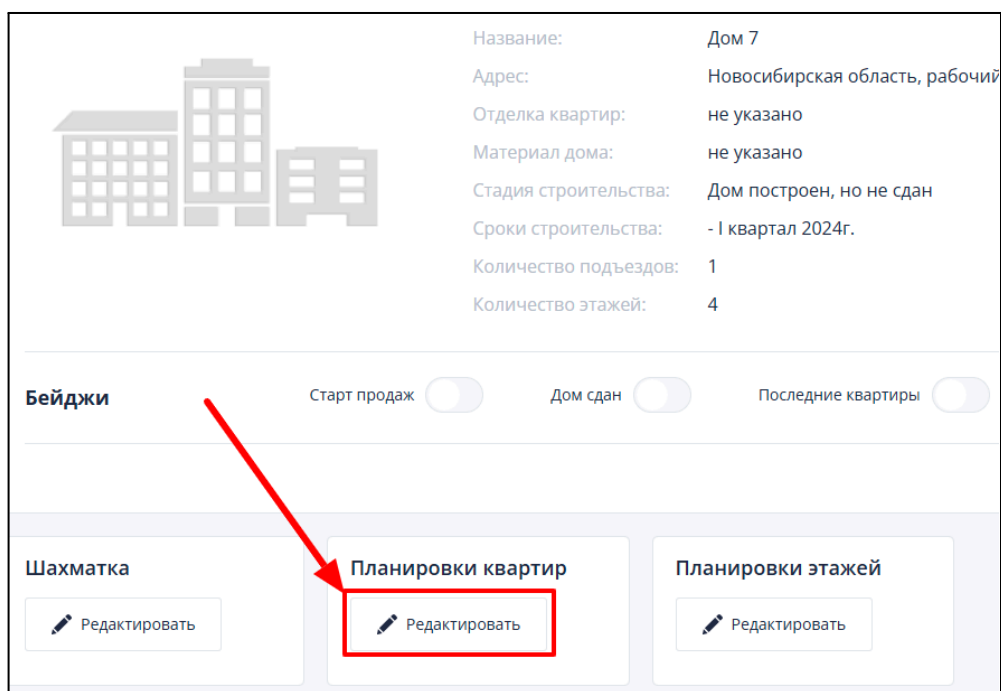 Название: Дом 7
Адрес: Новосибирская область, рабочий
Отделка квартир: не указано
Материал дома: не указано
Стадия строительства: Дом построен, но не сдан
Сроки строительства: - I квартал 2024г.
Количество подъездов: 1
Количество этажей: 4
Бейджи Старт продаж Дом сдан Последние квартиры
Шахматка Планировки квартир Планировки этажей
Редактировать Редактировать Редактировать